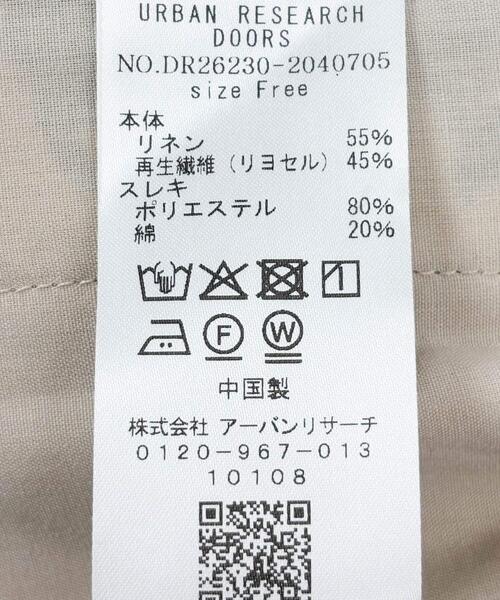 URBAN RESEARCH
DOORS
NO.DR26230-2040705
size Free
本体
リネン 55%
再生繊維（リヨセル）45%
スレキ
ポリエステル 80%
綿 20%
F W
中国製
株式会社 アーバンリサーチ
0120-967-013
10108